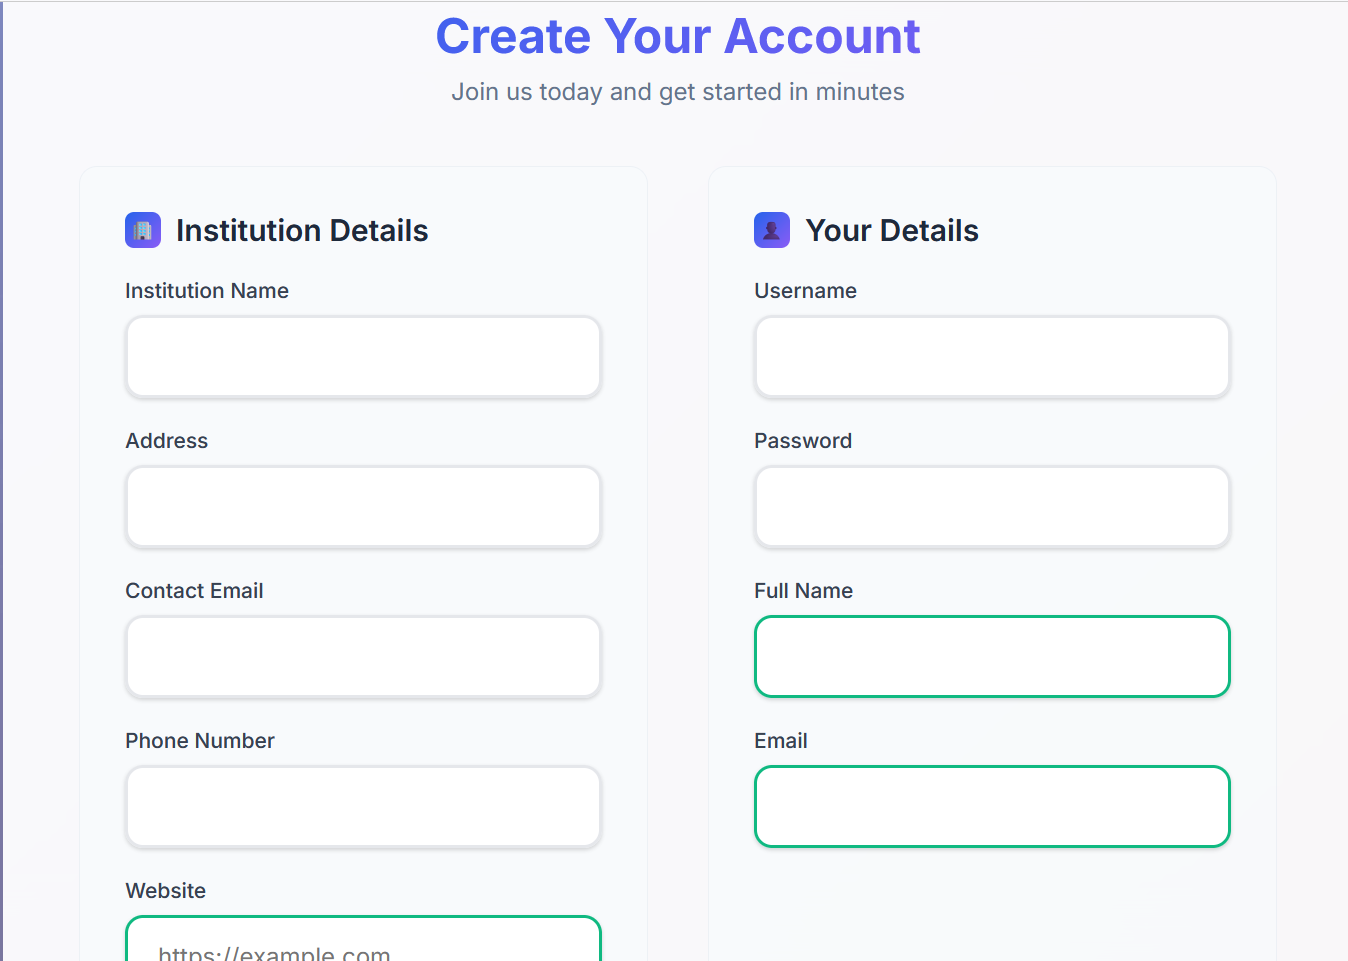 Create Your Account
Join us today and get started in minutes
Institution Details
Institution Name
Address
Contact Email
Phone Number
Website
https://example.com
Your Details
Username
Password
Full Name
Email